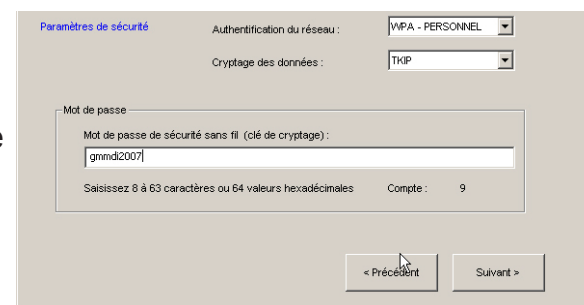 Paramètres de sécurité Authentification du réseau : WPA - PERSONNEL
Cryptage des données : TKIP
Mot de passe
Mot de passe de sécurité sans fil (clé de cryptage) :
gmmdi2007
Saisissez 8 à 63 caractères ou 64 valeurs hexadécimales Compte : 9
< Précédent Suivant >